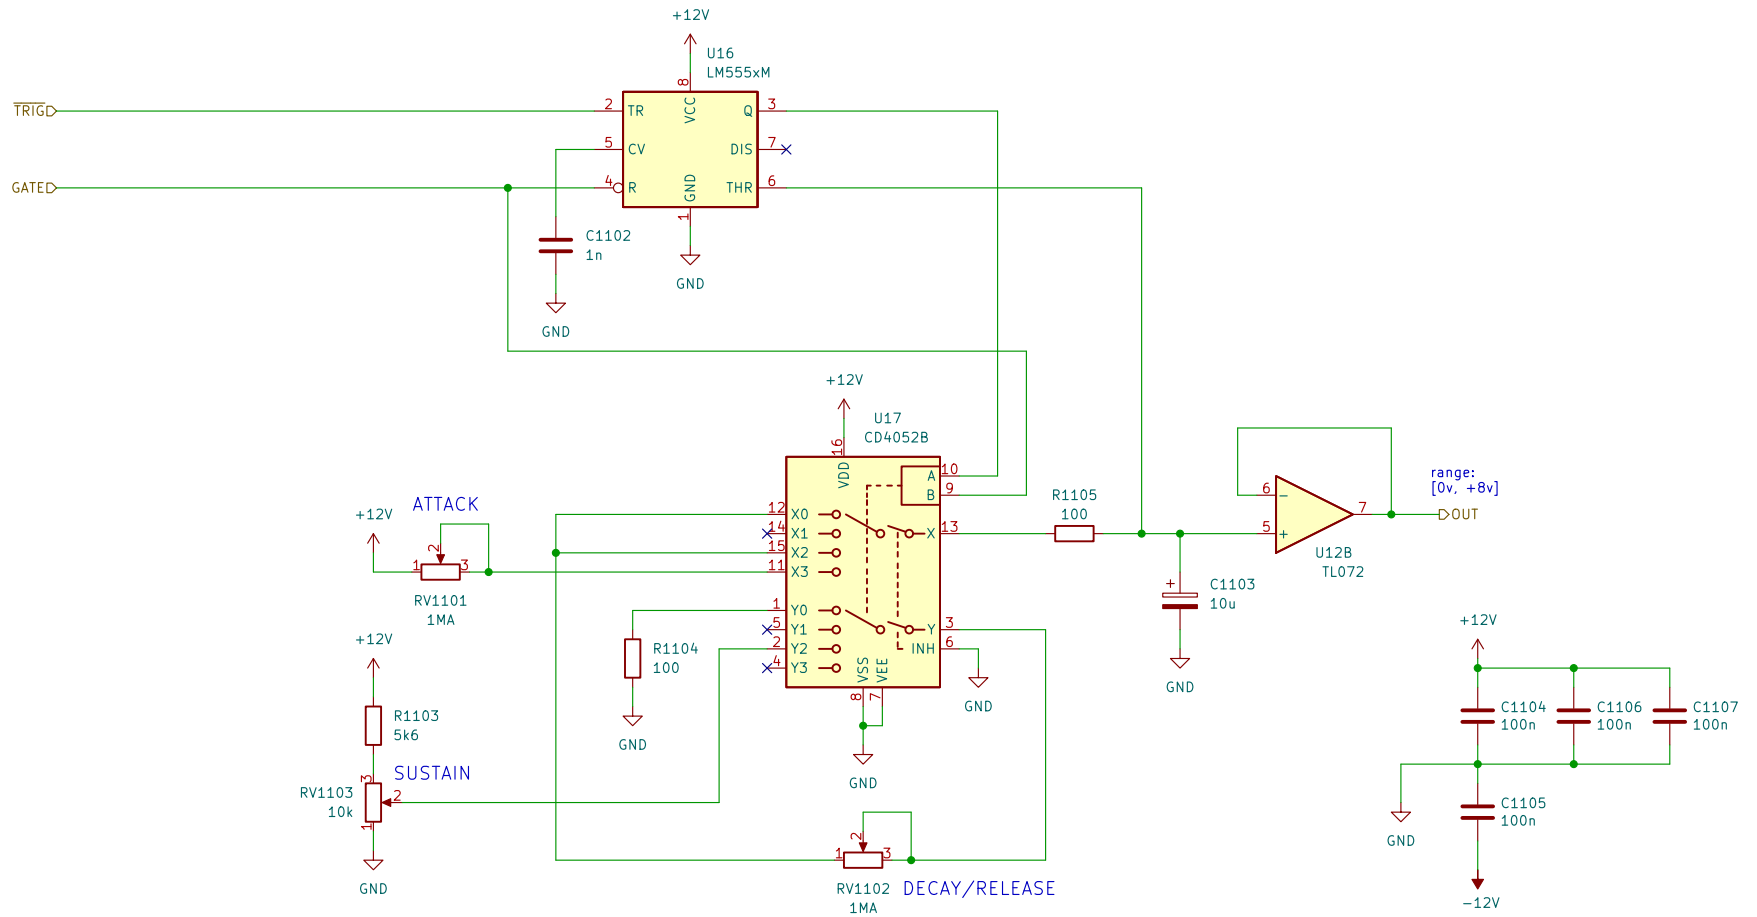 +12V
U16
LM555xM
8
VCC
TRIG
2
TR
Q
3
5
CV
DIS
7
GATE
4
R
GND
THR
6
1
C1102
1n
GND
GND
+12V
U17
CD4052B
16
VDD
A
10
B
9
ATTACK
+12V
2
1
3
RV1101
1MA
12
X0
14
X1
15
X2
11
X3
X
13
1
Y0
5
Y1
2
Y2
4
Y3
Y
3
INH
6
VSS
VEE
8
7
R1105
100
range:
[0v, +8v]
6
−
5
+
7
OUT
U12B
TL072
+
C1103
10u
GND
R1104
100
GND
GND
GND
+12V
R1103
5k6
SUSTAIN
3
RV1103
10k
2
1
GND
2
1
3
RV1102
1MA
DECAY/RELEASE
+12V
C1104
100n
C1106
100n
C1107
100n
C1105
100n
GND
−12V